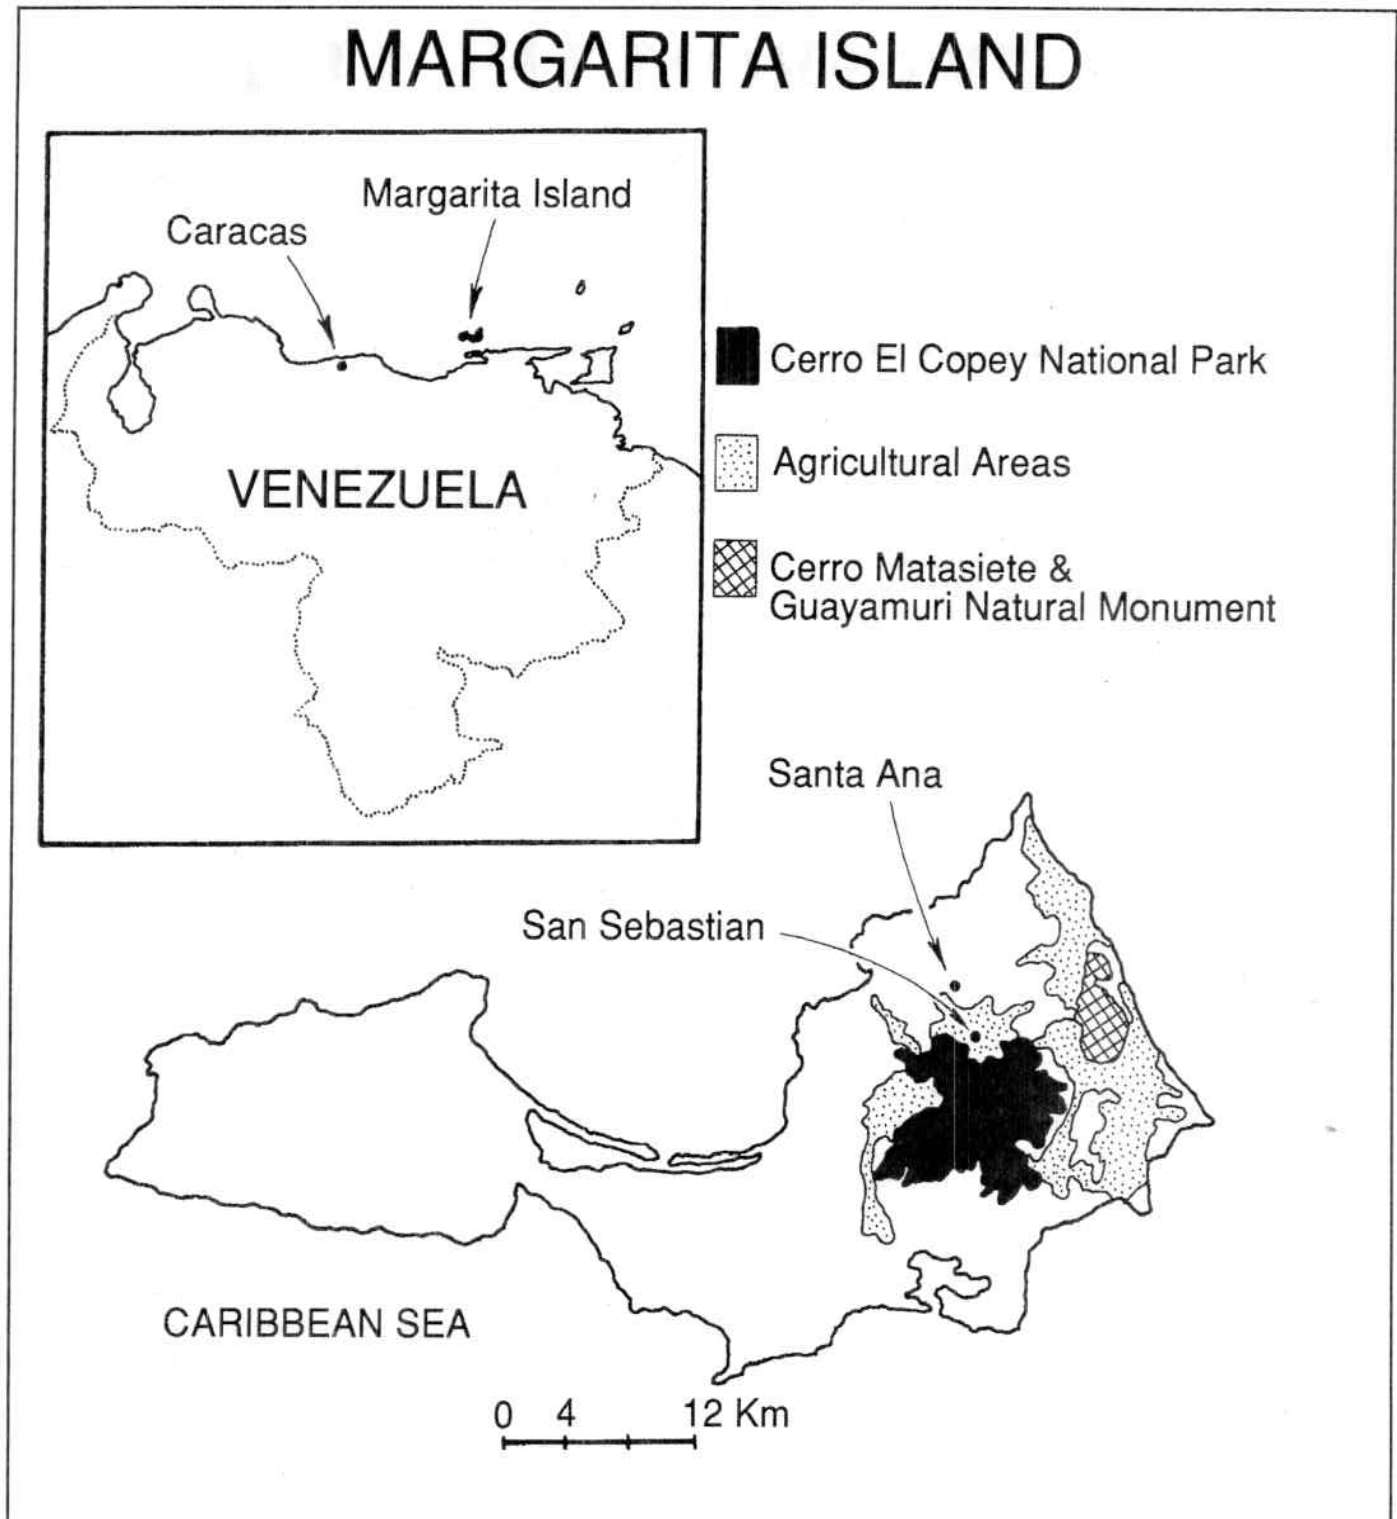 MARGARITA ISLAND
Margarita Island
Caracas
VENEZUELA
Cerro El Copey National Park
Agricultural Areas
Cerro Matasiete &
Guayamuri Natural Monument
Santa Ana
San Sebastian
CARIBBEAN SEA
0 4 12 Km